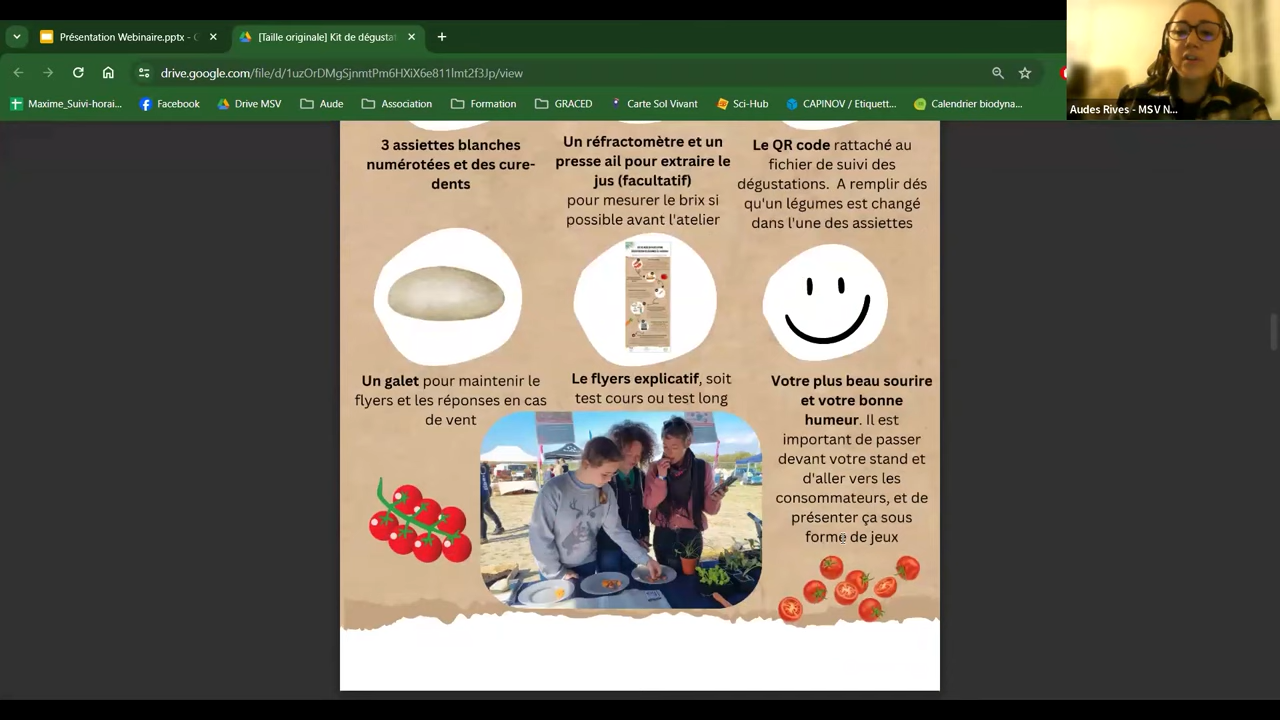 Présentation Webinaire.pptx -
[Taille originale] Kit de dégusta
drive.google.com/file/d/1uzOrDMgSjnmtPm6HXiX6e811lmt2f3Jp/view
Maxime_Suivi-horai...
Facebook
Drive MSV
Aude
Association
Formation
GRACED
Carte Sol Vivant
Sci-Hub
CAPINOV / Etiquett...
Calendrier biodyna...
Audes Rives - MSV N...
3 assiettes blanches
numérotées et des cure-
dents
Un réfractomètre et un
presse ail pour extraire le
jus (facultatif)
pour mesurer le brix si
possible avant l'atelier
Le QR code rattaché au
fichier de suivi des
dégustations. A remplir dés
qu'un légumes est changé
dans l'une des assiettes
Un galet pour maintenir le
flyers et les réponses en cas
de vent
Le flyers explicatif, soit
test cours ou test long
Votre plus beau sourire
et votre bonne
humeur. Il est
important de passer
devant votre stand et
d'aller vers les
consommateurs, et de
présenter ça sous
forme de jeux